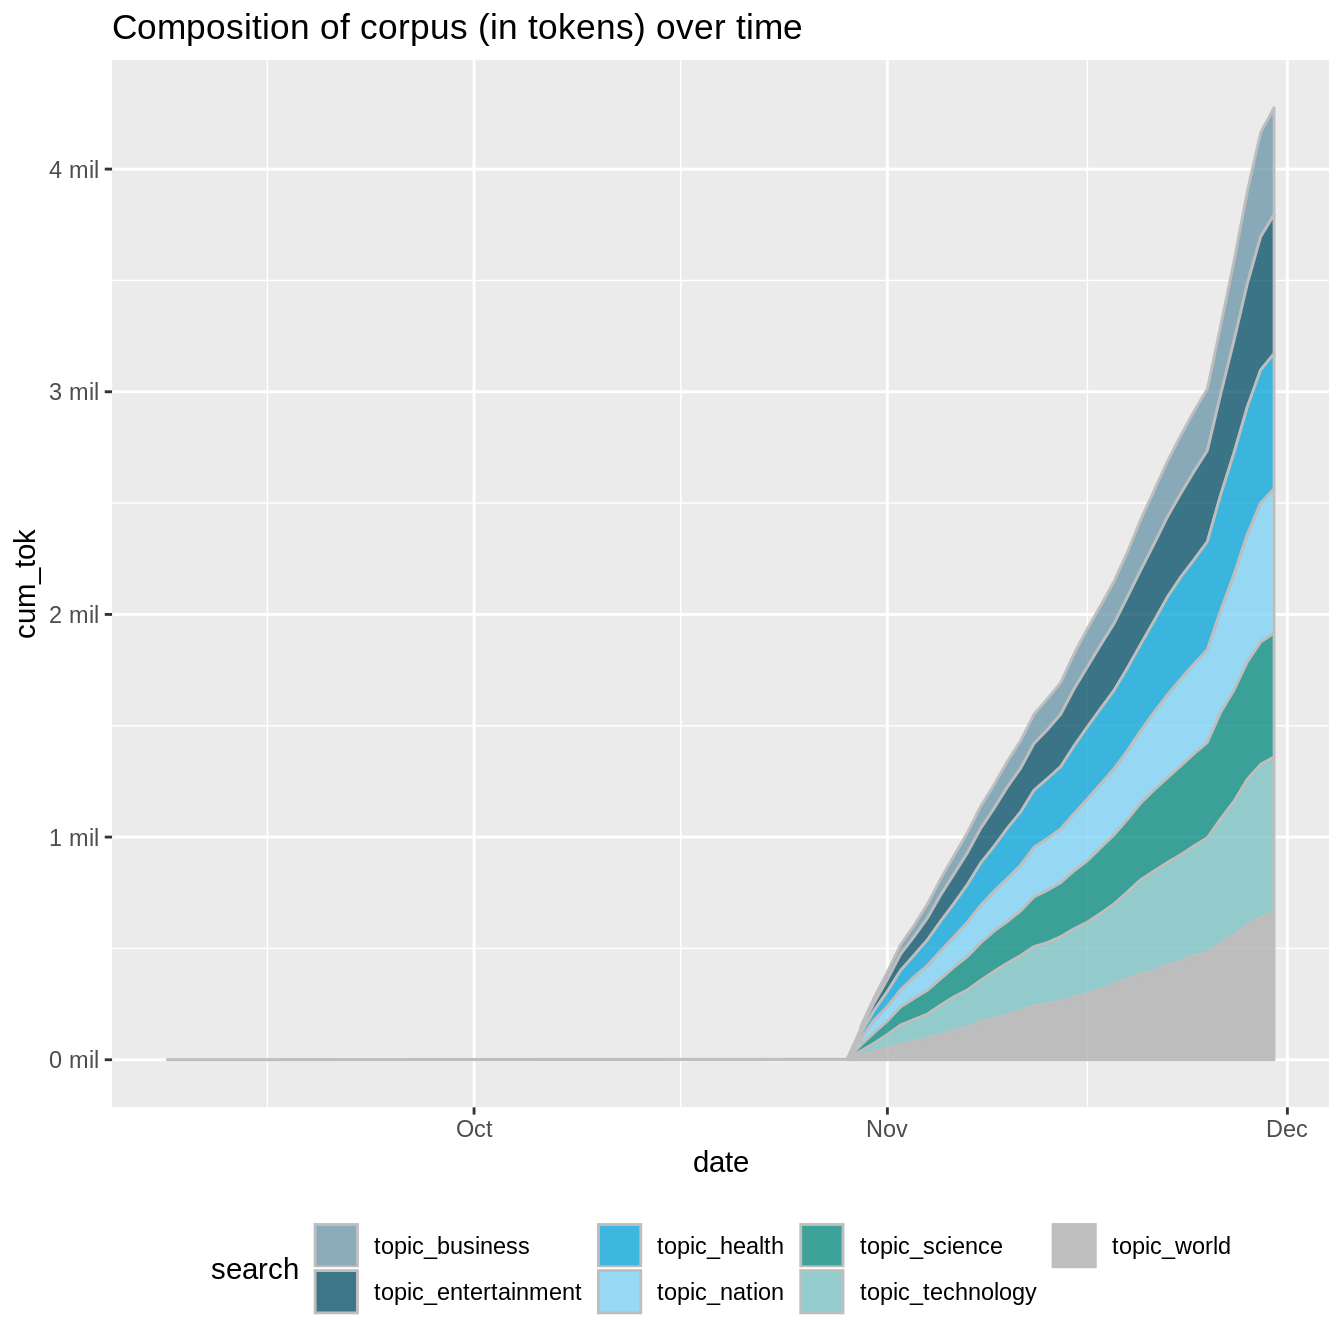 Composition of corpus (in tokens) over time
cum_tok
4 mil
3 mil
2 mil
1 mil
0 mil
Oct Nov Dec
date
search
topic_business topic_health topic_science topic_world
topic_entertainment topic_nation topic_technology